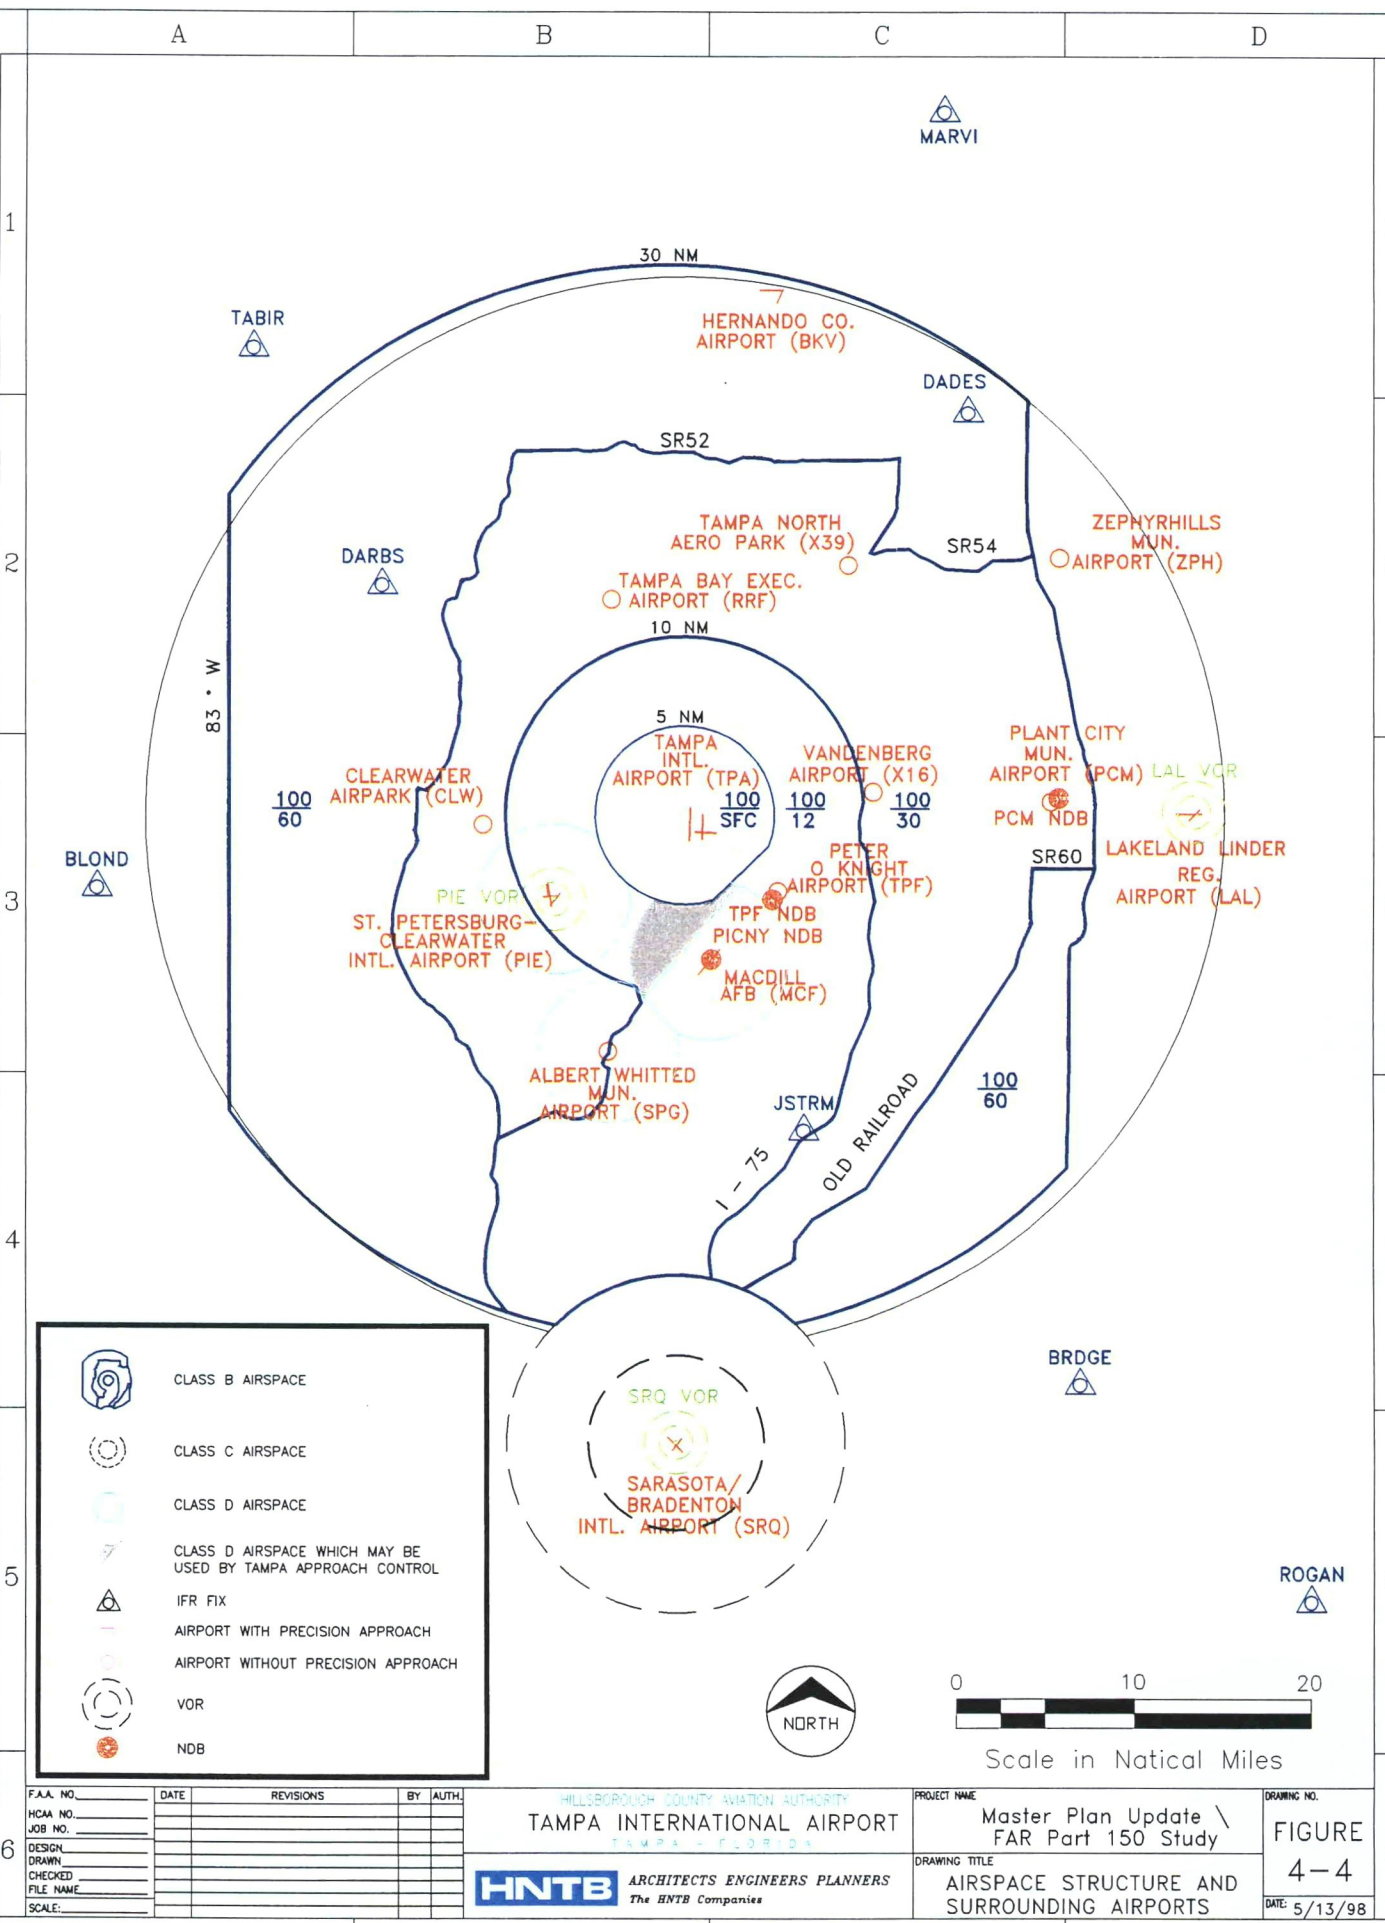 A B C D
1
2
3
4
5
6
MARVI
30 NM
TABIR
HERNANDO CO.
AIRPORT (BKV)
DADES
SR52
TAMPA NORTH
AERO PARK (X39)
SR54
ZEPHYRHILLS
MUN.
AIRPORT (ZPH)
DARBS
TAMPA BAY EXEC.
AIRPORT (RRF)
10 NM
83 ° W
5 NM
TAMPA
INTL.
AIRPORT (TPA)
VANDENBERG
AIRPORT (X16)
PLANT CITY
MUN.
AIRPORT (PCM)
LAL VOR
CLEARWATER
AIRPARK (CLW)
100
60
100
SFC
100
12
100
30
PCM NDB
BLOND
PETER
O KNIGHT
AIRPORT (TPF)
SR60
LAKELAND LINDER
REG.
AIRPORT (LAL)
PIE VOR
ST. PETERSBURG-
CLEARWATER
INTL. AIRPORT (PIE)
TPF NDB
PICNY NDB
MACDILL
AFB (MCF)
ALBERT WHITTED
MUN.
AIRPORT (SPG)
JSTRM
100
60
OLD RAILROAD
I - 75
BRDGE
SRQ VOR
SARASOTA/
BRADENTON
INTL. AIRPORT (SRQ)
ROGAN
CLASS B AIRSPACE
CLASS C AIRSPACE
CLASS D AIRSPACE
CLASS D AIRSPACE WHICH MAY BE
USED BY TAMPA APPROACH CONTROL
IFR FIX
AIRPORT WITH PRECISION APPROACH
AIRPORT WITHOUT PRECISION APPROACH
VOR
NDB
NORTH
0 10 20
Scale in Natical Miles
F.A.A. NO.
HCAA NO.
JOB NO.
DESIGN
DRAWN
CHECKED
FILE NAME
SCALE:
DATE REVISIONS BY AUTH.
HILLSBOROUGH COUNTY AVIATION AUTHORITY
TAMPA INTERNATIONAL AIRPORT
TAMPA - FLORIDA
HNTB
ARCHITECTS ENGINEERS PLANNERS
The HNTB Companies
PROJECT NAME
Master Plan Update \
FAR Part 150 Study
DRAWING TITLE
AIRSPACE STRUCTURE AND
SURROUNDING AIRPORTS
DRAWING NO.
FIGURE
4-4
DATE: 5/13/98